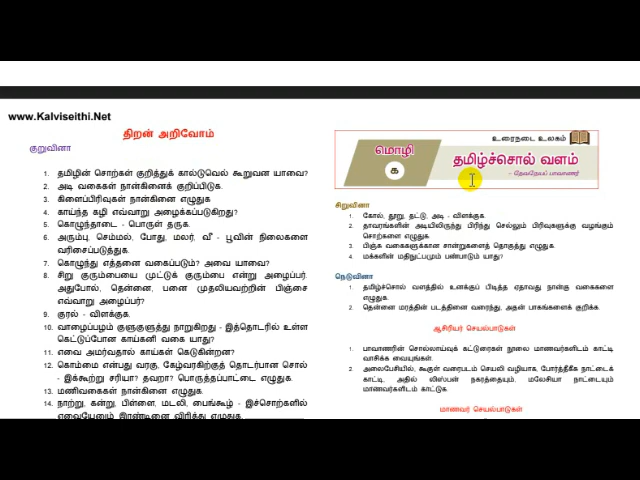 www.Kalviseithi.Net
திறன் அறிவோம்
குறுவினா
1. தமிழின் சொற்கள் குறித்துக் கால்டுவெல் கூறுவன யாவை?
2. அடி வகைகள் நான்கினைக் குறிப்பிடுக.
3. கிளைப்பிரிவுகள் நான்கினை எழுதுக
4. காய்ந்த கழி எவ்வாறு அழைக்கப்படுகிறது?
5. கொழுந்தாடை - பொருள் தருக.
6. அரும்பு, செம்மல், போது, மலர், வீ - பூவின் நிலைகளை
வரிசைப்படுத்துக.
7. கொழுந்து எத்தனை வகைப்படும்? அவை யாவை?
8. சிறு குரும்பையை முட்டுக் குரும்பை என்று அழைப்பர்.
அதுபோல், தென்னை, பனை முதலியவற்றின் பிஞ்சை
எவ்வாறு அழைப்பர்?
9. குரல் - விளக்குக.
10. வாழைப்பழம் குளுகுளுத்து நாறுகிறது - இத்தொடரில் உள்ள
கெட்டுப்போன காய்கனி வகை யாது?
11. எவை அமர்வதால் காய்கள் கெடுகின்றன?
12. கொம்மை என்பது வரகு, கேழ்வரகிற்குத் தொடர்பான சொல்
- இக்கூற்று சரியா? தவறா? பொருத்தப்பாட்டை எழுதுக.
13. மணிவகைகள் நான்கினை எழுதுக.
14. நாற்று, கன்று, பிள்ளை, மடலி, பைங்கூழ் - இச்சொற்களில்
எவையேனும் இரண்டினை விரித்து எழுதுக.
உரைநடை உலகம்
மொழி
க
தமிழ்ச்சொல் வளம்
- தேவநேயப் பாவாணர்
சிறுவினா
1. கோல், தூறு, தட்டு, அடி - விளக்குக.
2. தாவரங்களின் அடியிலிருந்து பிரிந்து செல்லும் பிரிவுகளுக்கு வழங்கும்
சொற்களை எழுதுக
3. பிஞ்சு வகைகளுக்கான சான்றுகளைத் தொகுத்து எழுதுக.
4. மக்களின் மதிநுட்பமும் பண்பாடும் யாது?
நெடுவினா
1. தமிழ்ச்சொல் வளத்தில் உனக்குப் பிடித்த ஏதாவது நான்கு வகைகளை
எழுதுக.
2. தென்னை மரத்தின் படத்தினை வரைந்து, அதன் பாகங்களைக் குறிக்க.
ஆசிரியர் செயல்பாடுகள்
1. பாவாணரின் சொல்லாய்வுக் கட்டுரைகள் நூலை மாணவர்களிடம் காட்டி
வாசிக்க வையுங்கள்.
2. அலைபேசியில், கூகுள் வரைபடம் செயலி வழியாக, போர்த்தீக்கீசு நாட்டைக்
காட்டி, அதில் லிஸ்பன் நகரத்தையும், மலேசியா நாட்டையும்
மாணவர்களிடம் காட்டுக.
மாணவர் செயல்பாடுகள்